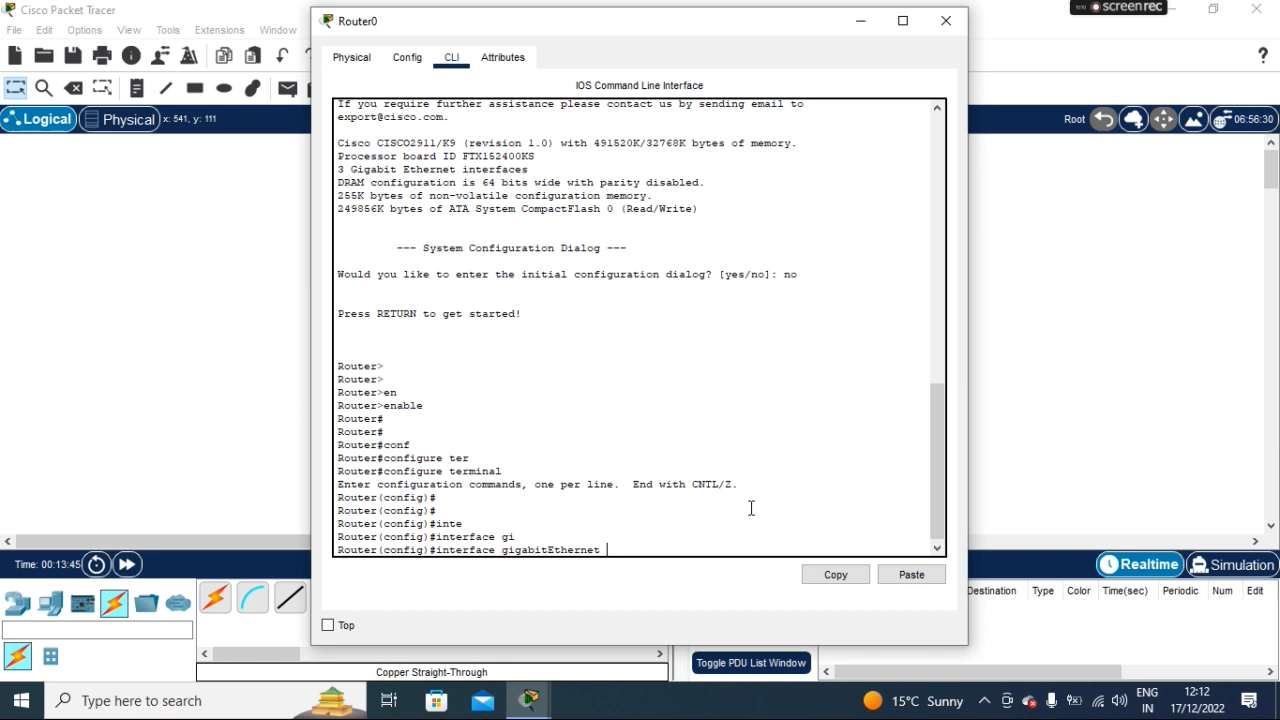 Cisco Packet Tracer
screen rec
File Edit Options View Tools Extensions Window
Router0
Physical Config CLI Attributes
IOS Command Line Interface
Logical Physical x: 541, y: 111
Root 06:56:30
If you require further assistance please contact us by sending email to
export@cisco.com.
Cisco CISCO2911/K9 (revision 1.0) with 491520K/32768K bytes of memory.
Processor board ID FTX152400KS
3 Gigabit Ethernet interfaces
DRAM configuration is 64 bits wide with parity disabled.
255K bytes of non-volatile configuration memory.
249856K bytes of ATA System CompactFlash 0 (Read/Write)
--- System Configuration Dialog ---
Would you like to enter the initial configuration dialog? [yes/no]: no
Press RETURN to get started!
Router>
Router>
Router>en
Router>enable
Router#
Router#
Router#conf
Router#configure ter
Router#configure terminal
Enter configuration commands, one per line. End with CNTL/Z.
Router(config)#
Router(config)#
Router(config)#inte
Router(config)#interface gi
Router(config)#interface gigabitEthernet
Copy Paste
Top
Time: 00:13:45
Realtime Simulation
Destination Type Color Time(sec) Periodic Num Edit
Toggle PDU List Window
Copper Straight-Through
Type here to search
15°C Sunny
ENG
IN
12:12
17/12/2022